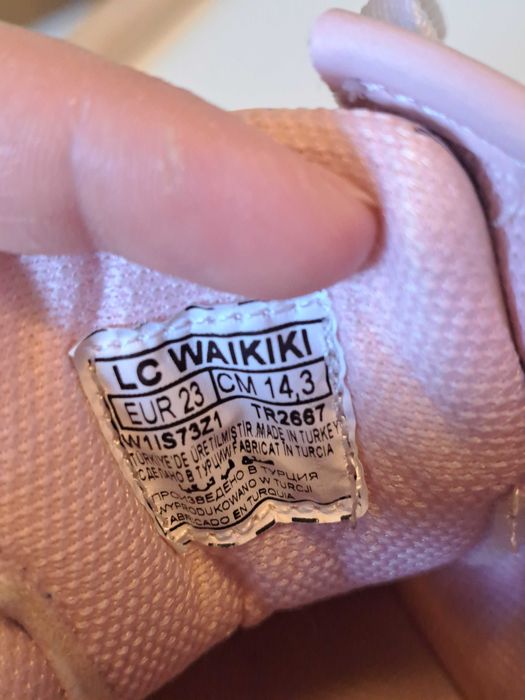 LC WAIKIKI
EUR 23 CM 14,3
W1IS73Z1 TR2667
TÜRKİYE'DE ÜRETİLMİŞTİR/MADE IN TURKEY
СДЕЛАНО В ТУРЦИИ/FABRICAT ÎN TURCIA
ПРОИЗВЕДЕНО В ТУРЦИЯ
WYPRODUKOWANO W TURCJI
FABRICADO EN TURQUIA